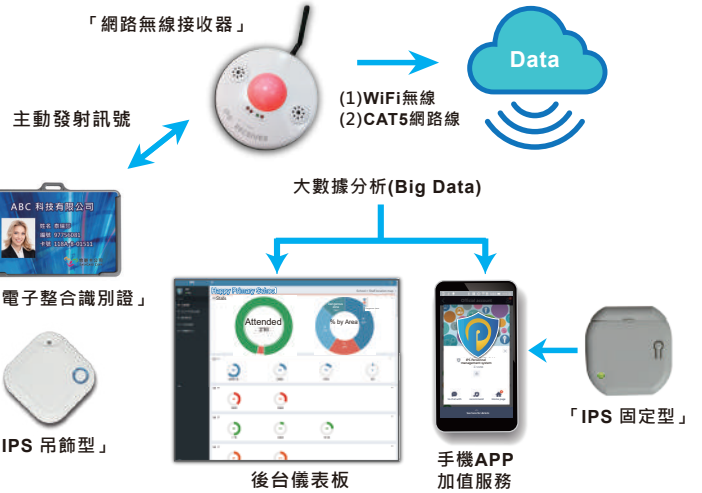 「網路無線接收器」
Data
(1)WiFi無線
(2)CAT5網路線
主動發射訊號
大數據分析(Big Data)
ABC 科技有限公司
電子整合識別證」
Happy Primary School
Attended
% by Area
「IPS 固定型」
IPS 吊飾型」
後台儀表板
手機APP
加值服務